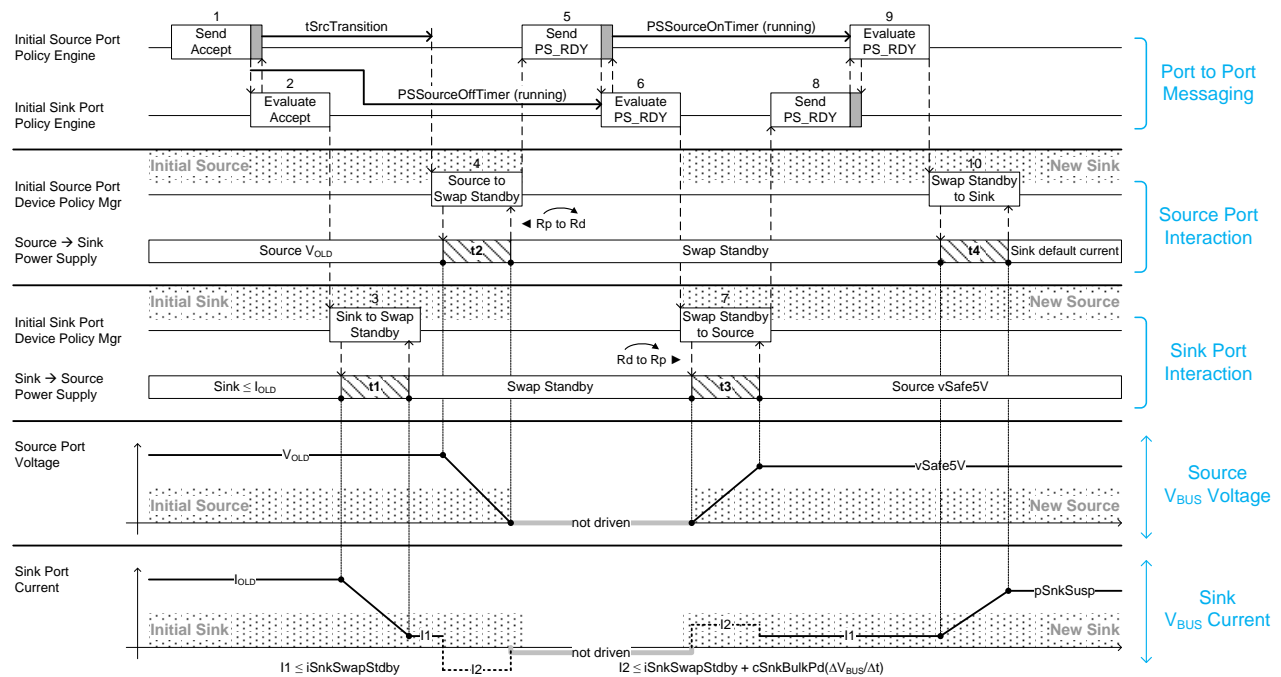 1
Send
Accept
tSrcTransition
5
Send
PS_RDY
PSSourceOnTimer (running)
9
Evaluate
PS_RDY
Initial Source Port
Policy Engine
2
Evaluate
Accept
PSSourceOffTimer (running)
6
Evaluate
PS_RDY
8
Send
PS_RDY
Initial Sink Port
Policy Engine
Port to Port
Messaging
Initial Source
New Sink
4
Source to
Swap Standby
10
Swap Standby
to Sink
Initial Source Port
Device Policy Mgr
◄ Rp to Rd
Source → Sink
Power Supply
Source VOLD
t2
Swap Standby
t4
Sink default current
Source Port
Interaction
Initial Sink
New Source
3
Sink to Swap
Standby
7
Swap Standby
to Source
Initial Sink Port
Device Policy Mgr
Rd to Rp ►
Sink → Source
Power Supply
Sink ≤ IOLD
t1
Swap Standby
t3
Source vSafe5V
Sink Port
Interaction
Source Port
Voltage
VOLD
vSafe5V
Initial Source
not driven
New Source
Source
VBUS Voltage
Sink Port
Current
IOLD
pSnkSusp
Initial Sink
I1
I2
not driven
I2
I1
New Sink
I1 ≤ iSnkSwapStdby
I2 ≤ iSnkSwapStdby + cSnkBulkPd(ΔVBUS/Δt)
Sink
VBUS Current